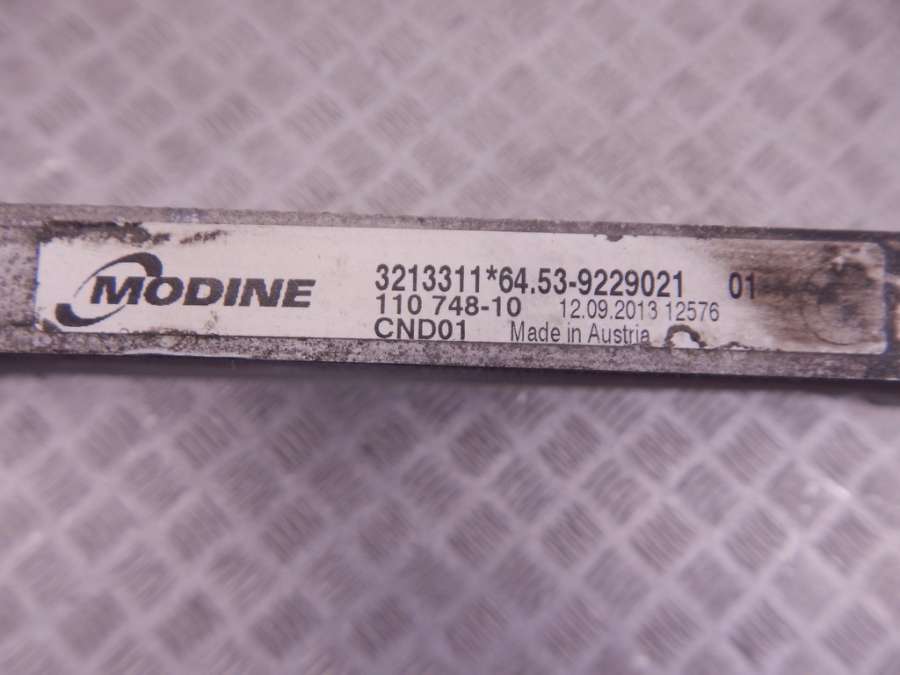 MODINE
3213311*64.53-9229021 01
110 748-10 12.09.2013 12576
CND01 Made in Austria